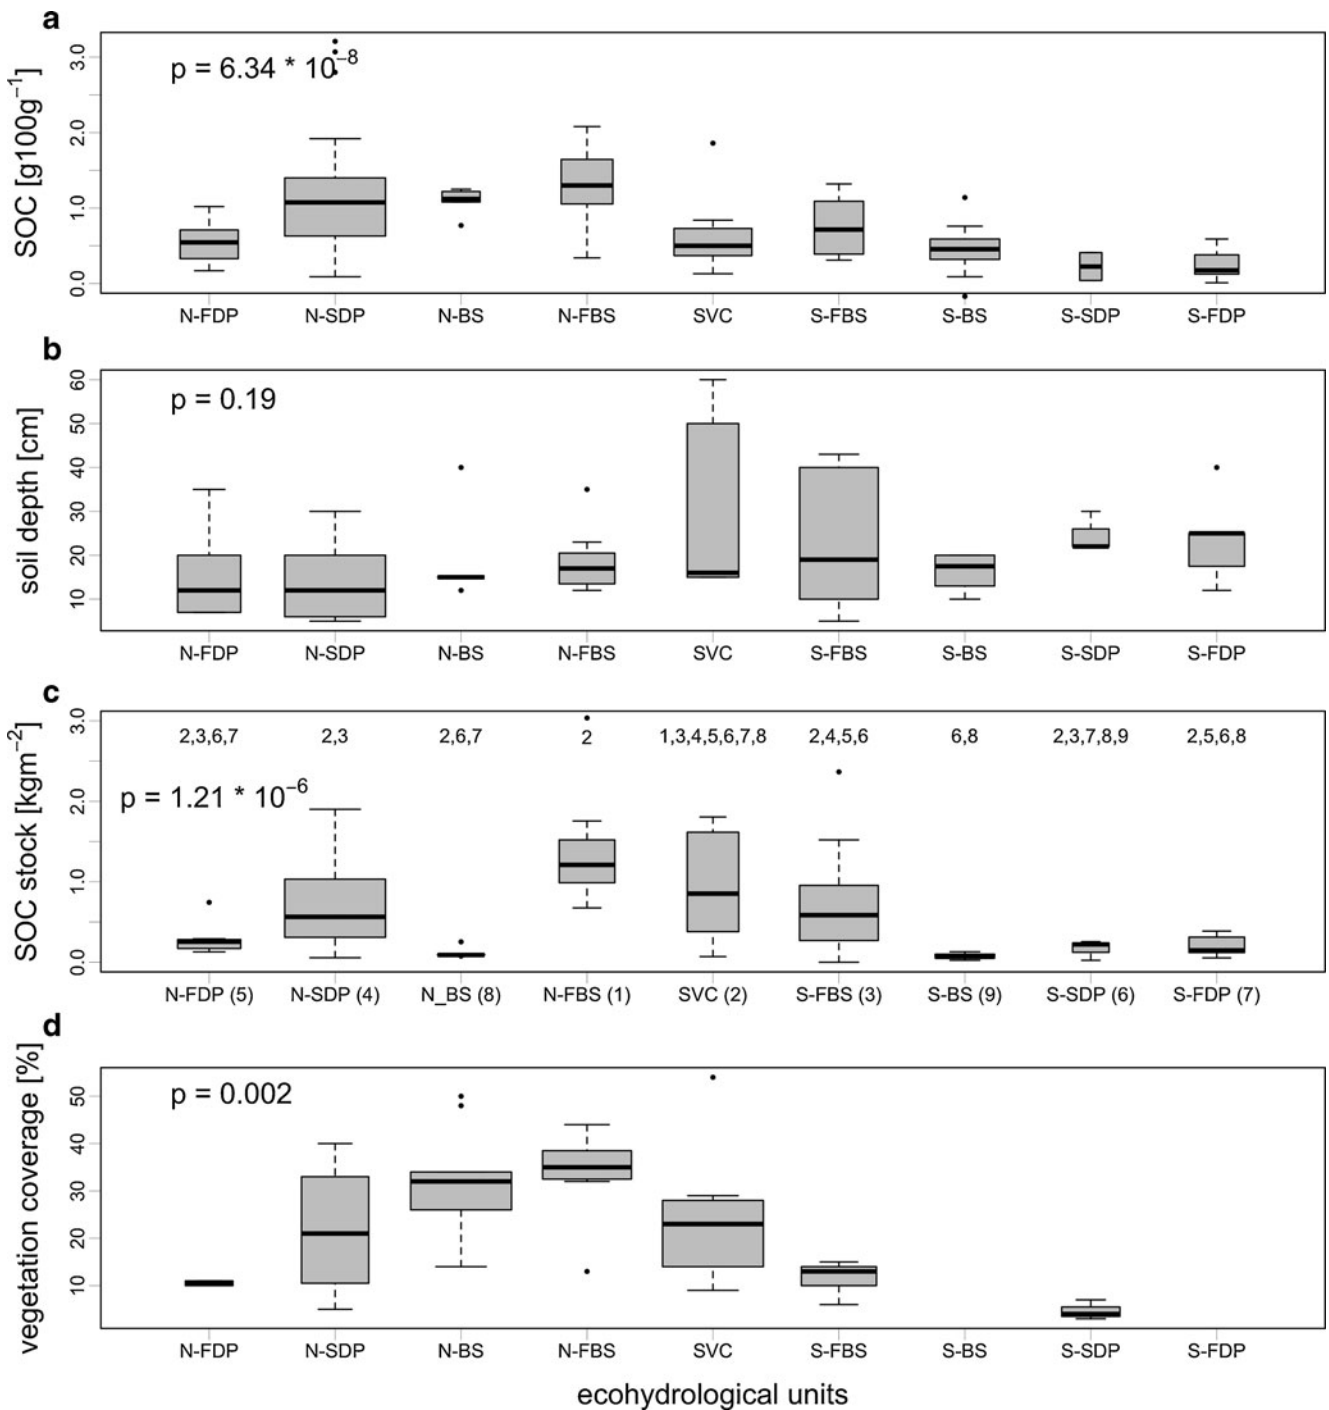 a
SOC [g100g⁻¹]
3.0
2.0
1.0
0.0
p = 6.34 * 10⁻⁸
N-FDP N-SDP N-BS N-FBS SVC S-FBS S-BS S-SDP S-FDP
b
soil depth [cm]
60
50
40
30
20
10
p = 0.19
N-FDP N-SDP N-BS N-FBS SVC S-FBS S-BS S-SDP S-FDP
c
SOC stock [kgm⁻²]
3.0
2.0
1.0
0.0
2,3,6,7 2,3 2,6,7 2 1,3,4,5,6,7,8 2,4,5,6 6,8 2,3,7,8,9 2,5,6,8
p = 1.21 * 10⁻⁶
N-FDP (5) N-SDP (4) N_BS (8) N-FBS (1) SVC (2) S-FBS (3) S-BS (9) S-SDP (6) S-FDP (7)
d
vegetation coverage [%]
50
40
30
20
10
p = 0.002
N-FDP N-SDP N-BS N-FBS SVC S-FBS S-BS S-SDP S-FDP
ecohydrological units